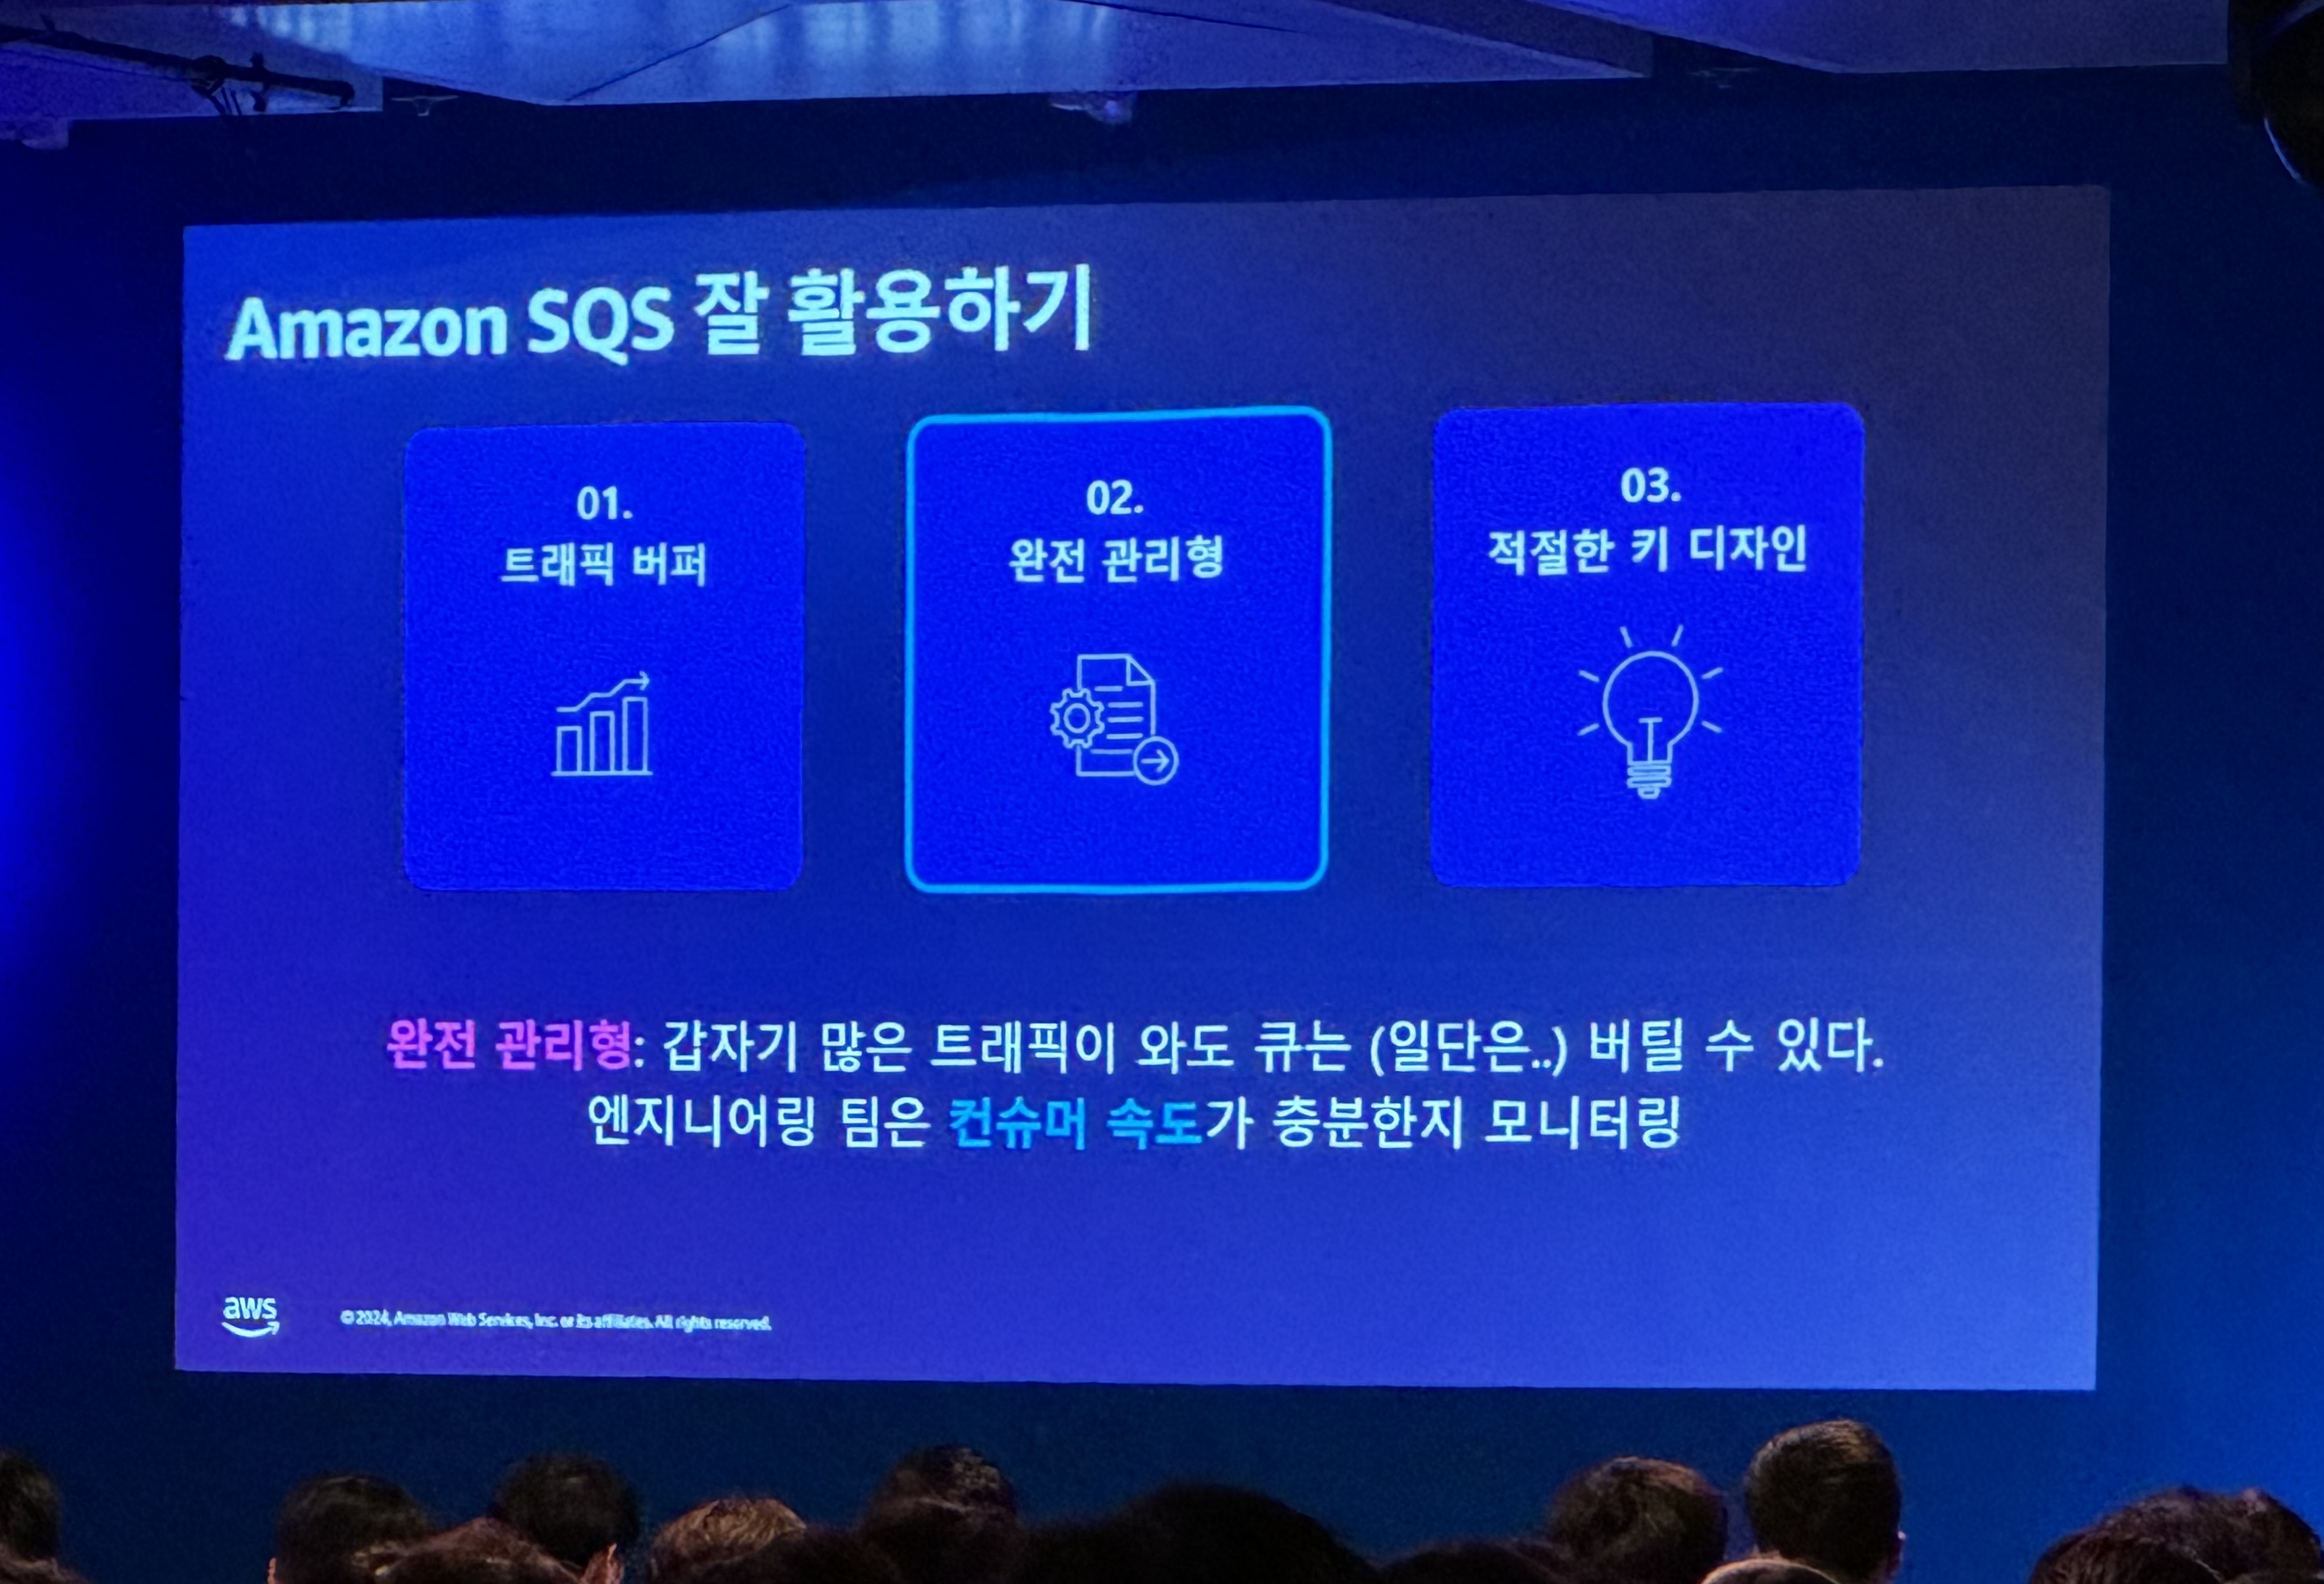 Amazon SQS 잘 활용하기
01.
트래픽 버퍼
02.
완전 관리형
03.
적절한 키 디자인
완전 관리형: 갑자기 많은 트래픽이 와도 큐는 (일단은..) 버틸 수 있다.
엔지니어링 팀은 컨슈머 속도가 충분한지 모니터링
aws
© 2024, Amazon Web Services, Inc. or its affiliates. All rights reserved.